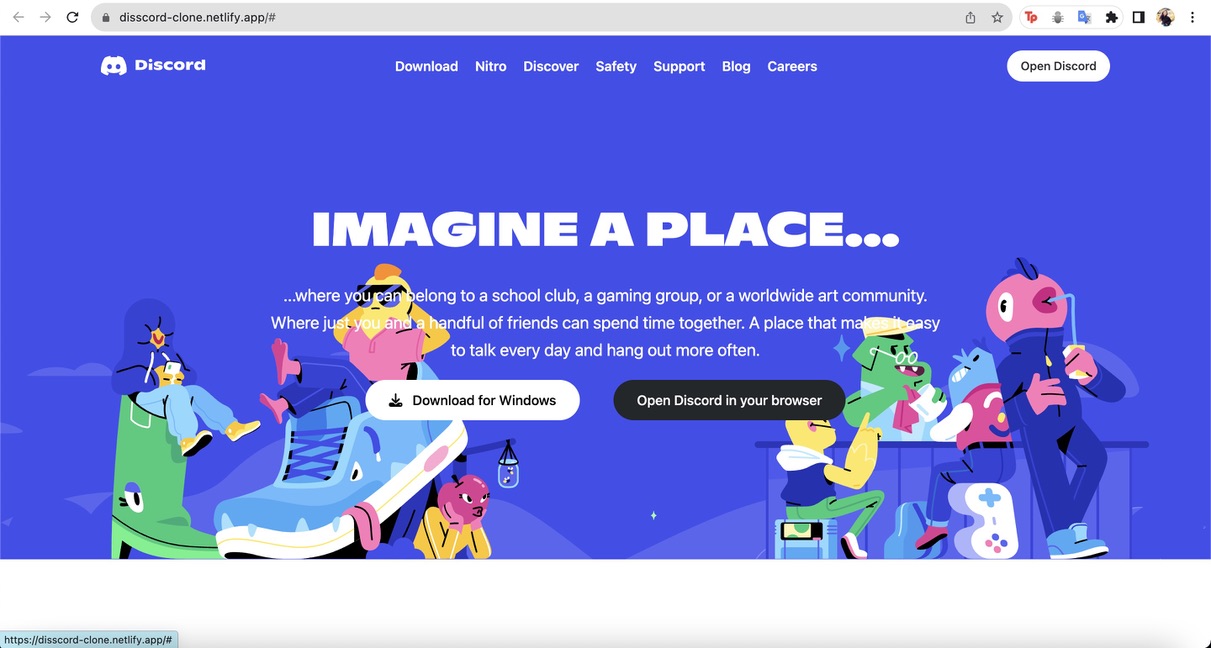 disscord-clone.netlify.app/#
Tp
Discord
Download Nitro Discover Safety Support Blog Careers
Open Discord
IMAGINE A PLACE...
...where you can belong to a school club, a gaming group, or a worldwide art community.
Where just you and a handful of friends can spend time together. A place that makes it easy
to talk every day and hang out more often.
Download for Windows
Open Discord in your browser
https://disscord-clone.netlify.app/#